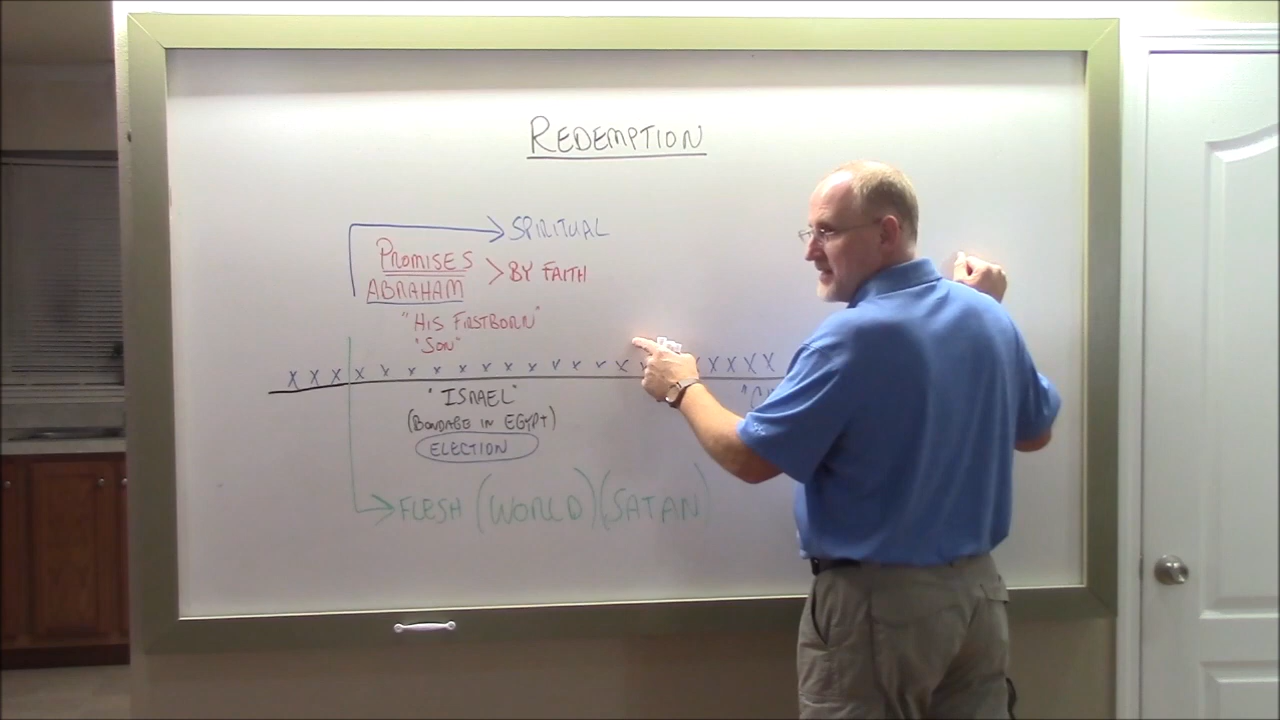 REDEMPTION
SPIRITUAL
PROMISES
ABRAHAM > BY FAITH
"HIS FIRSTBORN"
"SON"
X X X X X X X X X X X X X X X X X X X X
"ISRAEL"
(BONDAGE IN EGYPT)
ELECTION
FLESH (WORLD) (SATAN)